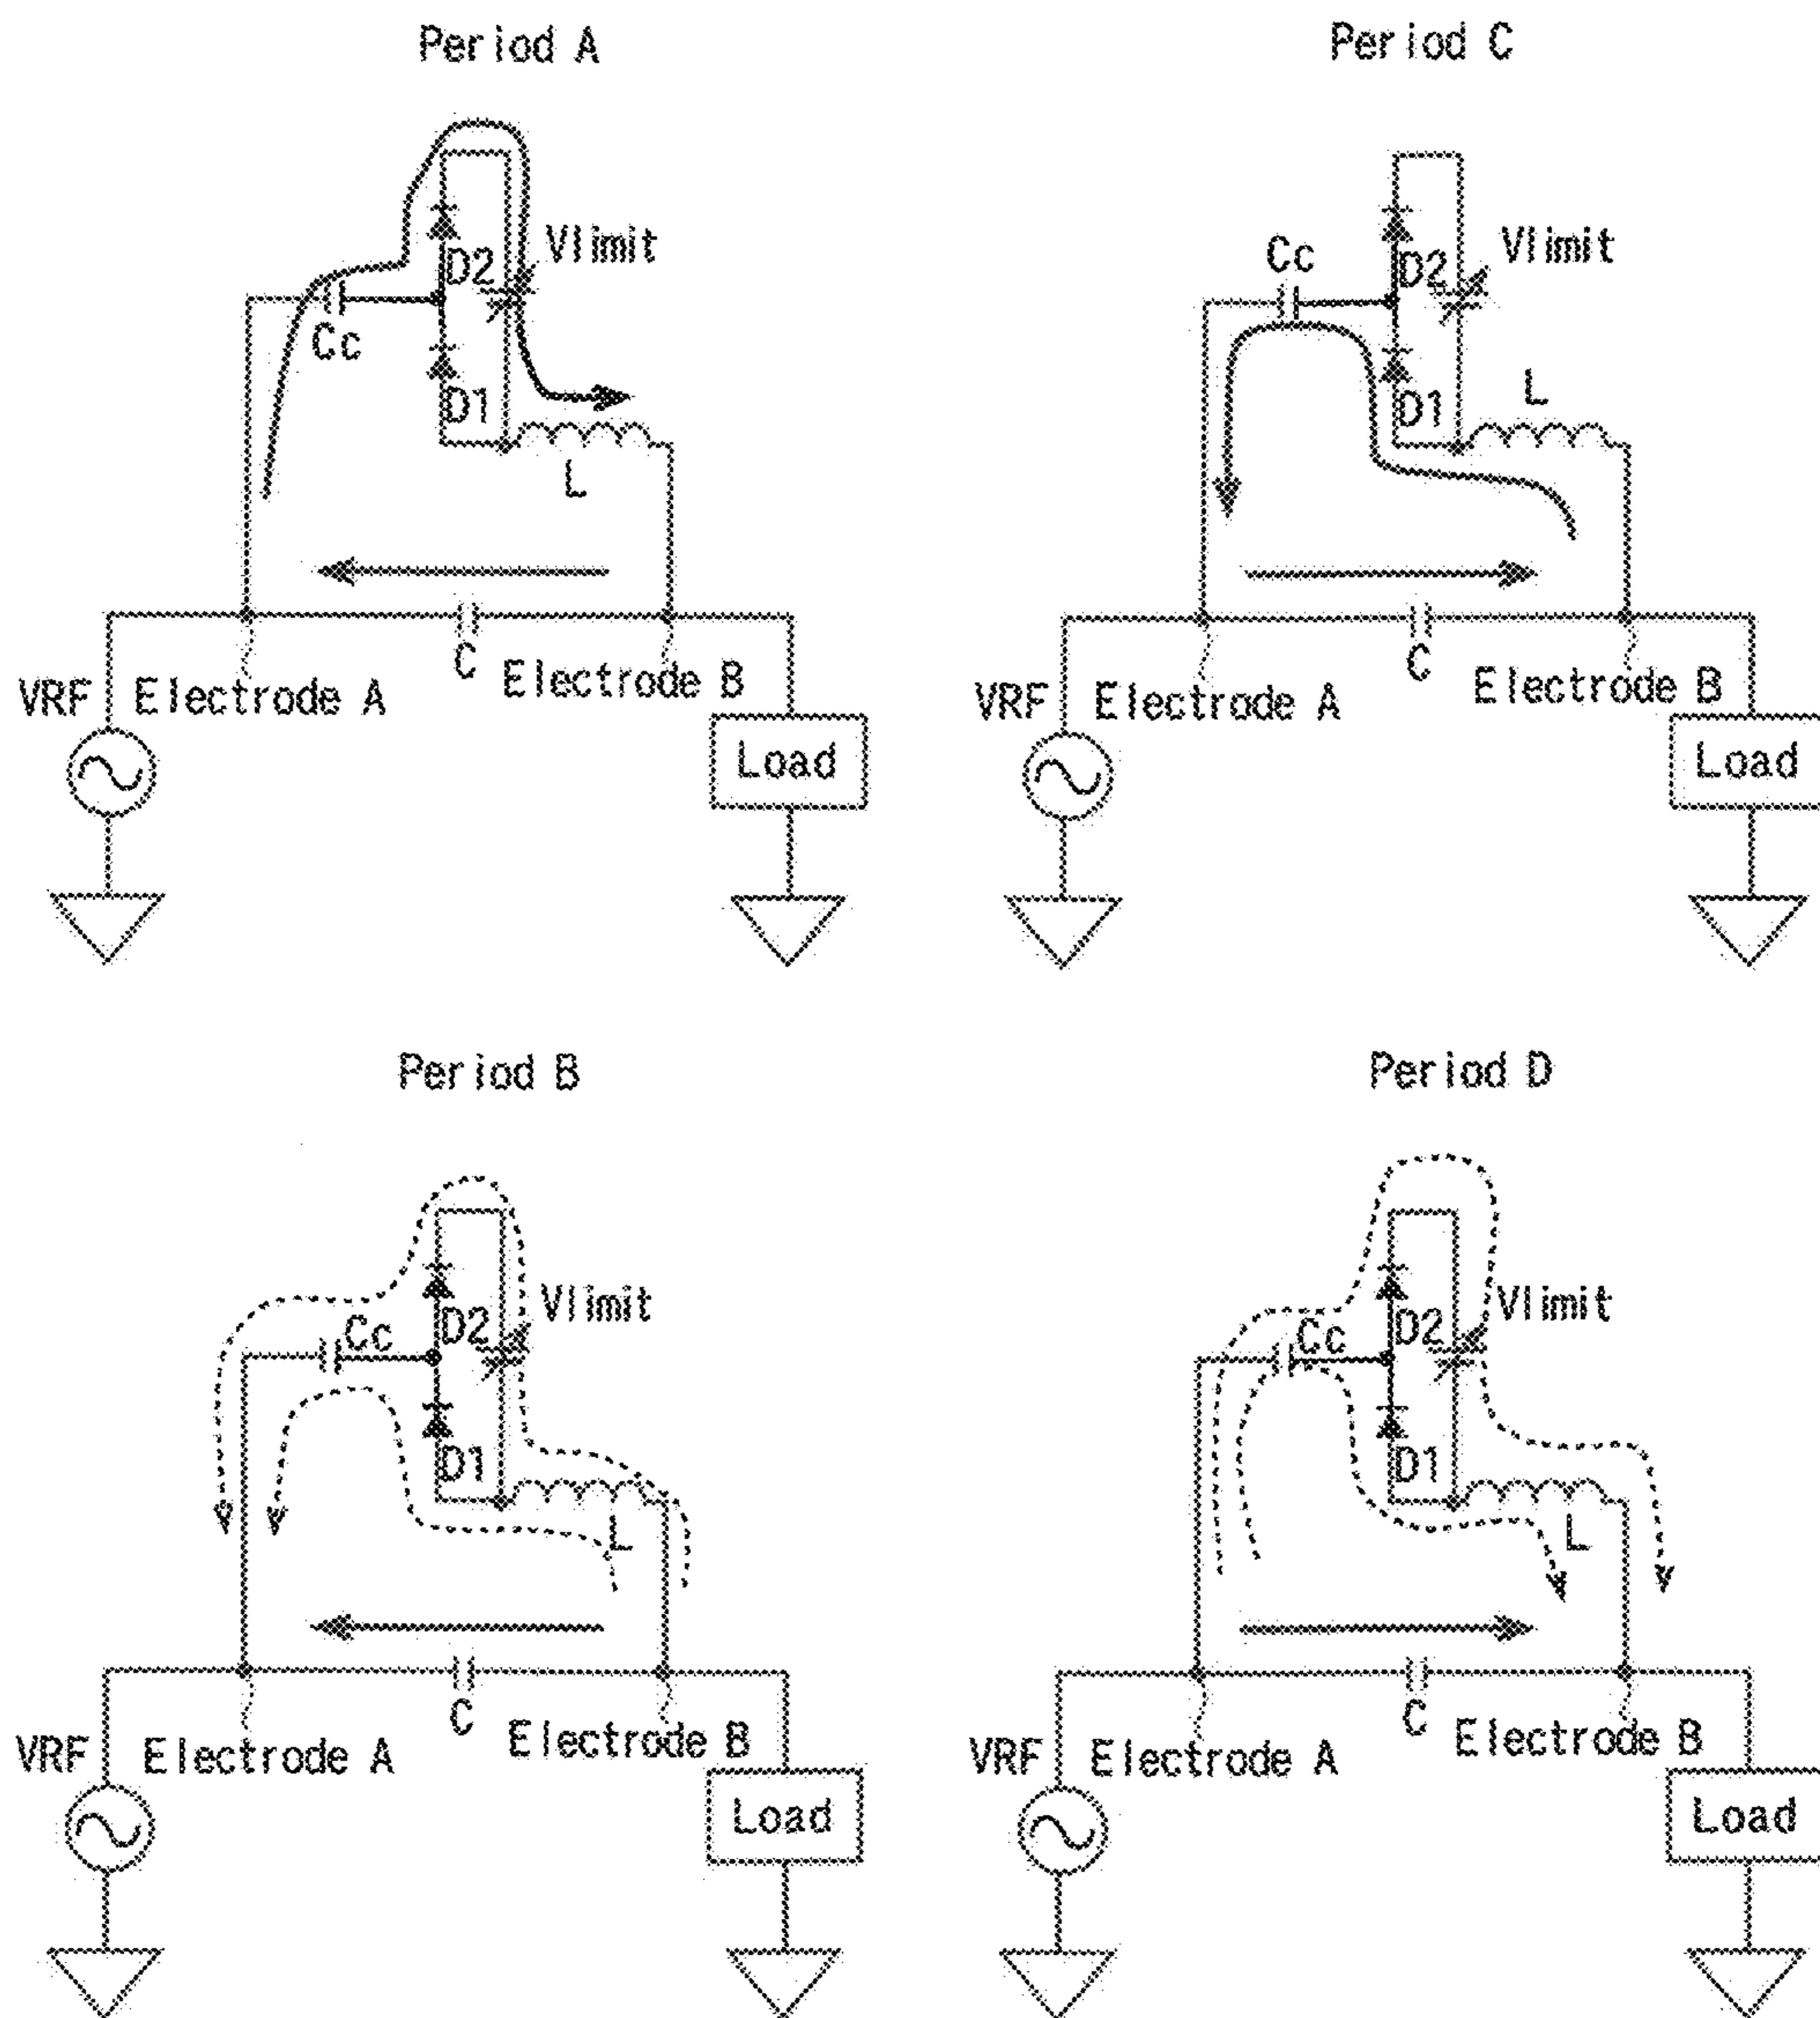 Period A
Vlimit
D2
Cc
D1
L
C
Electrode A
Electrode B
VRF
Load
Period C
Vlimit
Cc
D2
D1
L
C
Electrode A
Electrode B
VRF
Load
Period B
Vlimit
D2
Cc
D1
L
C
Electrode A
Electrode B
VRF
Load
Period D
Vlimit
D2
Cc
D1
L
C
Electrode A
Electrode B
VRF
Load